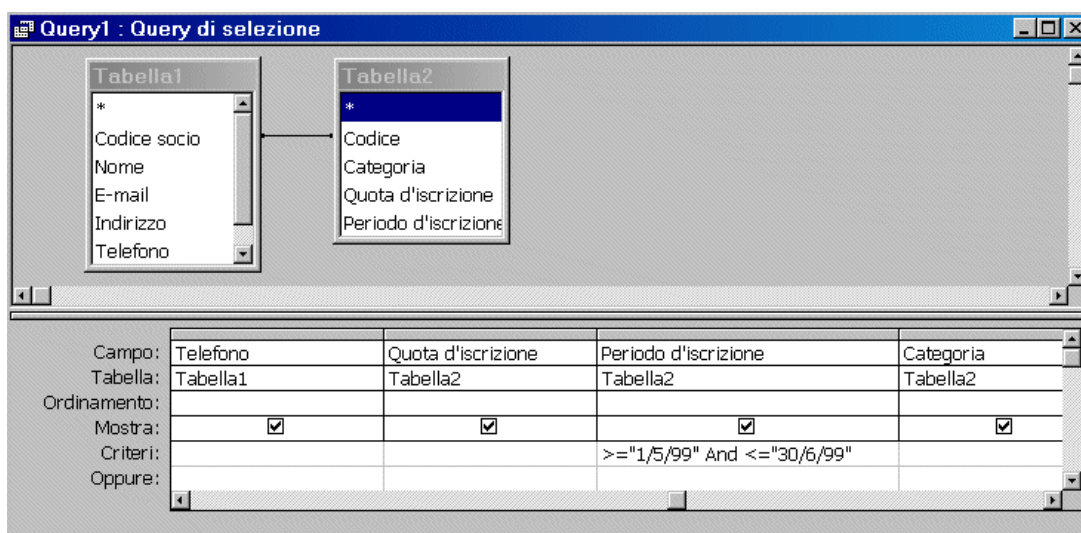 Query1 : Query di selezione
Tabella1
*
Codice socio
Nome
E-mail
Indirizzo
Telefono
Tabella2
*
Codice
Categoria
Quota d'iscrizione
Periodo d'iscrizione
Campo: Telefono Quota d'iscrizione Periodo d'iscrizione Categoria
Tabella: Tabella1 Tabella2 Tabella2 Tabella2
Ordinamento:
Mostra:
Criteri: >="1/5/99" And <="30/6/99"
Oppure: